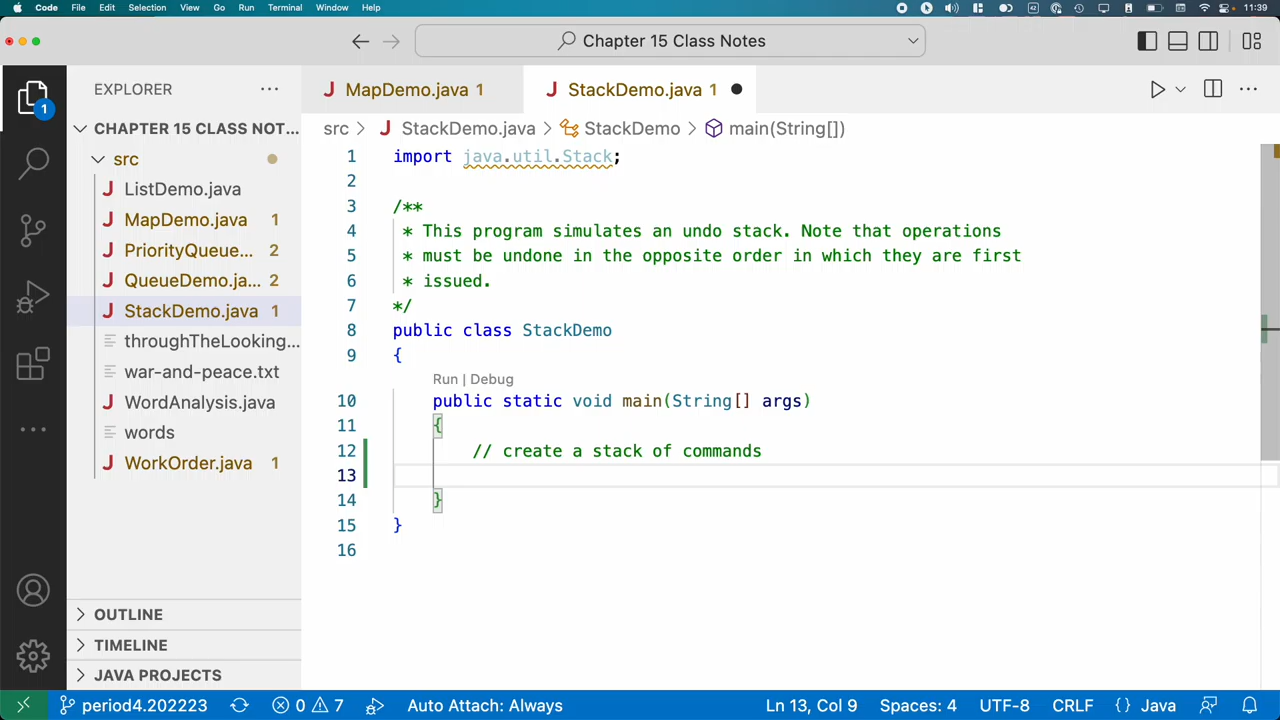 Code File Edit Selection View Go Run Terminal Window Help 11:39
Chapter 15 Class Notes
EXPLORER
MapDemo.java 1
StackDemo.java 1
CHAPTER 15 CLASS NOT...
src > StackDemo.java > StackDemo > main(String[])
src
ListDemo.java
MapDemo.java 1
PriorityQueue... 2
QueueDemo.ja... 2
StackDemo.java 1
throughTheLooking...
war-and-peace.txt
WordAnalysis.java
words
WorkOrder.java 1
OUTLINE
TIMELINE
JAVA PROJECTS
1 import java.util.Stack;
2
3 /**
4 * This program simulates an undo stack. Note that operations
5 * must be undone in the opposite order in which they are first
6 * issued.
7 */
8 public class StackDemo
9 {
Run | Debug
10 public static void main(String[] args)
11 {
12 // create a stack of commands
13
14 }
15 }
16
1
period4.202223 0 7 Auto Attach: Always Ln 13, Col 9 Spaces: 4 UTF-8 CRLF {} Java